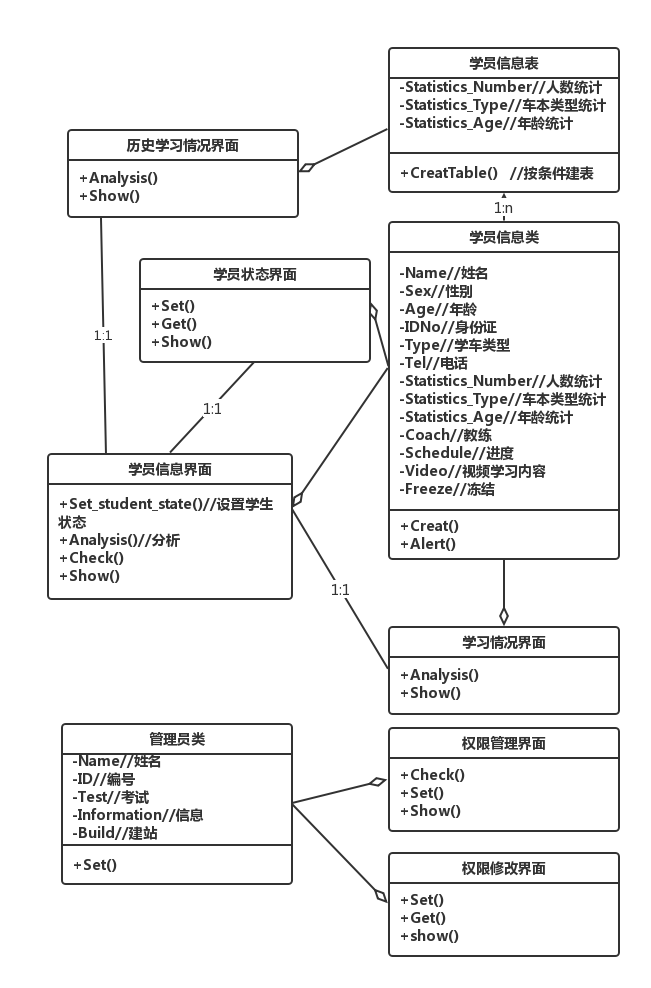 学员信息表
-Statistics_Number//人数统计
-Statistics_Type//车本类型统计
-Statistics_Age//年龄统计
+CreatTable() //按条件建表
历史学习情况界面
+Analysis()
+Show()
1:n
学员信息类
-Name//姓名
-Sex//性别
-Age//年龄
-IDNo//身份证
-Type//学车类型
-Tel//电话
-Statistics_Number//人数统计
-Statistics_Type//车本类型统计
-Statistics_Age//年龄统计
-Coach//教练
-Schedule//进度
-Video//视频学习内容
-Freeze//冻结
+Creat()
+Alert()
学员状态界面
+Set()
+Get()
+Show()
1:1
1:1
学员信息界面
+Set_student_state()//设置学生
状态
+Analysis()//分析
+Check()
+Show()
1:1
学习情况界面
+Analysis()
+Show()
管理员类
-Name//姓名
-ID//编号
-Test//考试
-Information//信息
-Build//建站
+Set()
权限管理界面
+Check()
+Set()
+Show()
权限修改界面
+Set()
+Get()
+show()